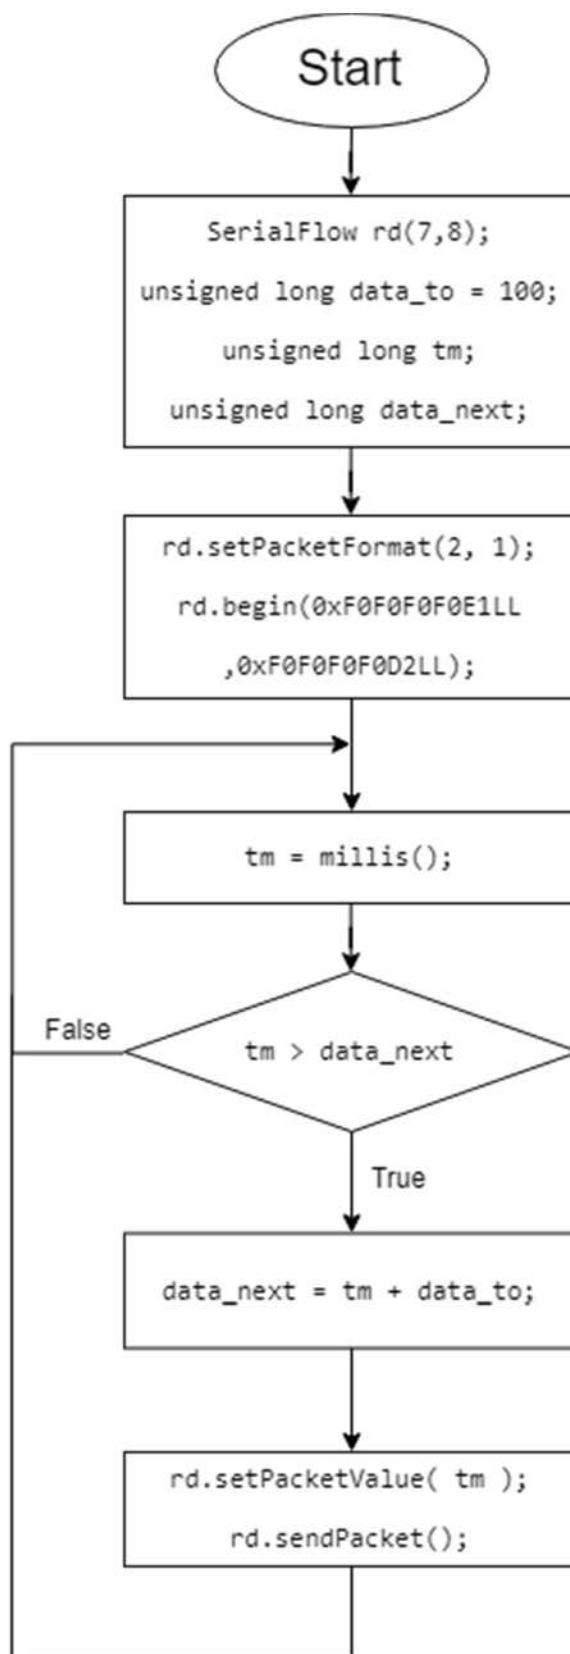 Start
SerialFlow rd(7,8);
unsigned long data_to = 100;
unsigned long tm;
unsigned long data_next;
rd.setPacketFormat(2, 1);
rd.begin(0xF0F0F0F0E1LL
,0xF0F0F0F0D2LL);
tm = millis();
False
tm > data_next
True
data_next = tm + data_to;
rd.setPacketValue( tm );
rd.sendPacket();